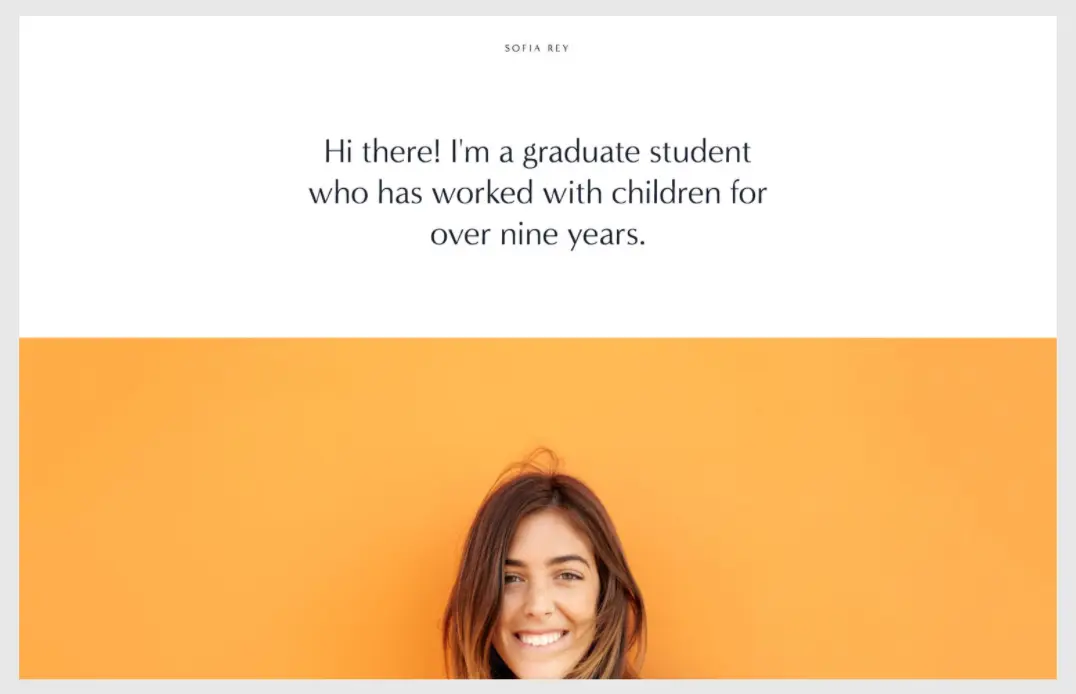 SOFIA REY
Hi there! I'm a graduate student
who has worked with children for
over nine years.